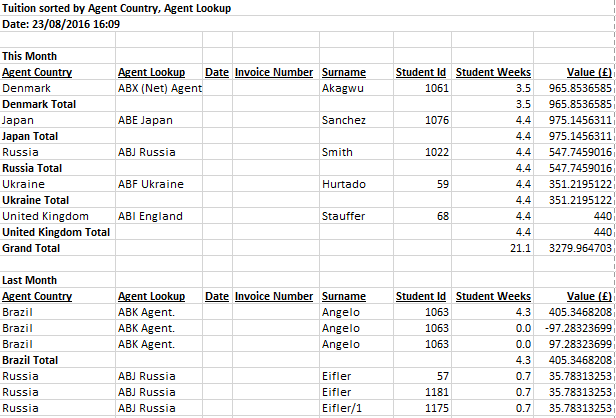 Tuition sorted by Agent Country, Agent Lookup
Date: 23/08/2016 16:09
This Month
Agent Country Agent Lookup Date Invoice Number Surname Student Id Student Weeks Value (£)
Denmark ABX (Net) Agent Akagwu 1061 3.5 965.8536585
Denmark Total 3.5 965.8536585
Japan ABE Japan Sanchez 1076 4.4 975.1456311
Japan Total 4.4 975.1456311
Russia ABJ Russia Smith 1022 4.4 547.7459016
Russia Total 4.4 547.7459016
Ukraine ABF Ukraine Hurtado 59 4.4 351.2195122
Ukraine Total 4.4 351.2195122
United Kingdom ABI England Stauffer 68 4.4 440
United Kingdom Total 4.4 440
Grand Total 21.1 3279.964703
Last Month
Agent Country Agent Lookup Date Invoice Number Surname Student Id Student Weeks Value (£)
Brazil ABK Agent. Angelo 1063 4.3 405.3468208
Brazil ABK Agent. Angelo 1063 0.0 -97.28323699
Brazil ABK Agent. Angelo 1063 0.0 97.28323699
Brazil Total 4.3 405.3468208
Russia ABJ Russia Eifler 57 0.7 35.78313253
Russia ABJ Russia Eifler 1181 0.7 35.78313253
Russia ABJ Russia Eifler/1 1175 0.7 35.78313253